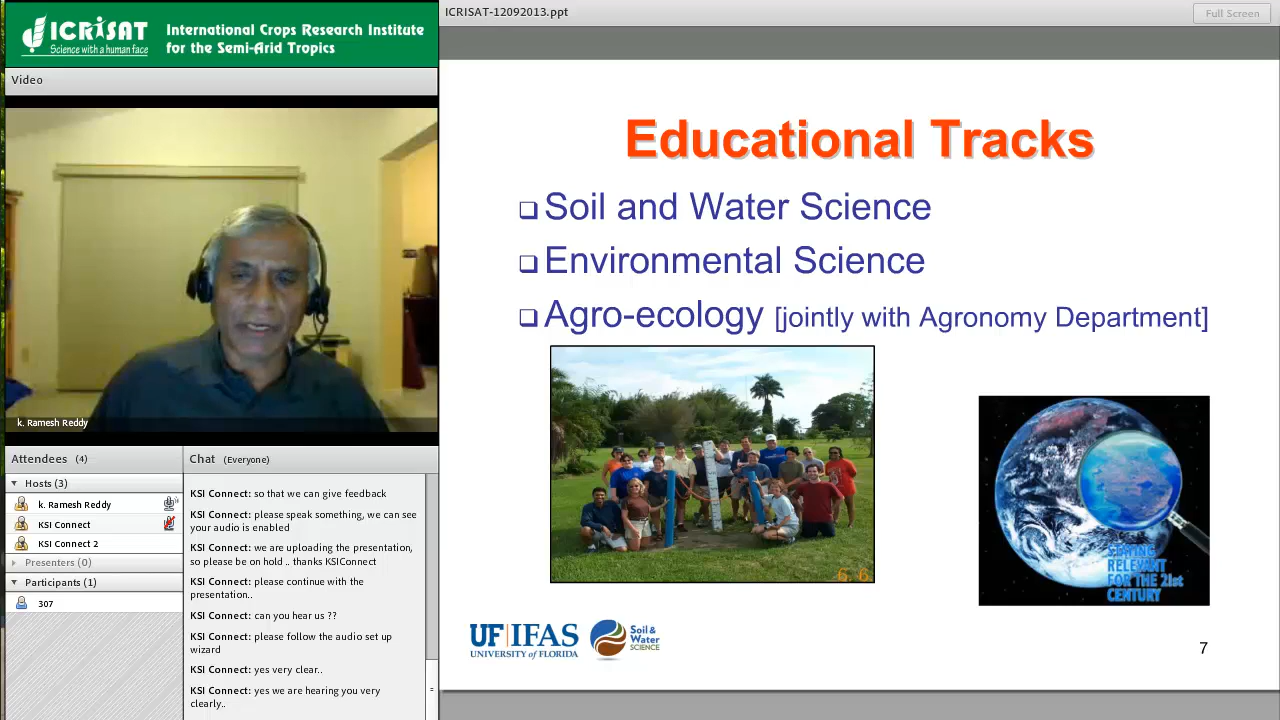 ICRISAT
Science with a human face
International Crops Research Institute
for the Semi-Arid Tropics
Video
k. Ramesh Reddy
Attendees (4)
Hosts (3)
k. Ramesh Reddy
KSI Connect
KSI Connect 2
Presenters (0)
Participants (1)
307
Chat (Everyone)
KSI Connect: so that we can give feedback
KSI Connect: please speak something, we can see
your audio is enabled
KSI Connect: we are uploading the presentation,
so please be on hold .. thanks KSIConnect
KSI Connect: please continue with the
presentation..
KSI Connect: can you hear us ??
KSI Connect: please follow the audio set up
wizard
KSI Connect: yes very clear..
KSI Connect: yes we are hearing you very
clearly..
ICRISAT-12092013.ppt
Full Screen
Educational Tracks
Soil and Water Science
Environmental Science
Agro-ecology [jointly with Agronomy Department]
6 6
STAYING
RELEVANT
FOR THE 21st
CENTURY
UF IFAS
UNIVERSITY of FLORIDA
Soil &
Water
SCIENCE
7